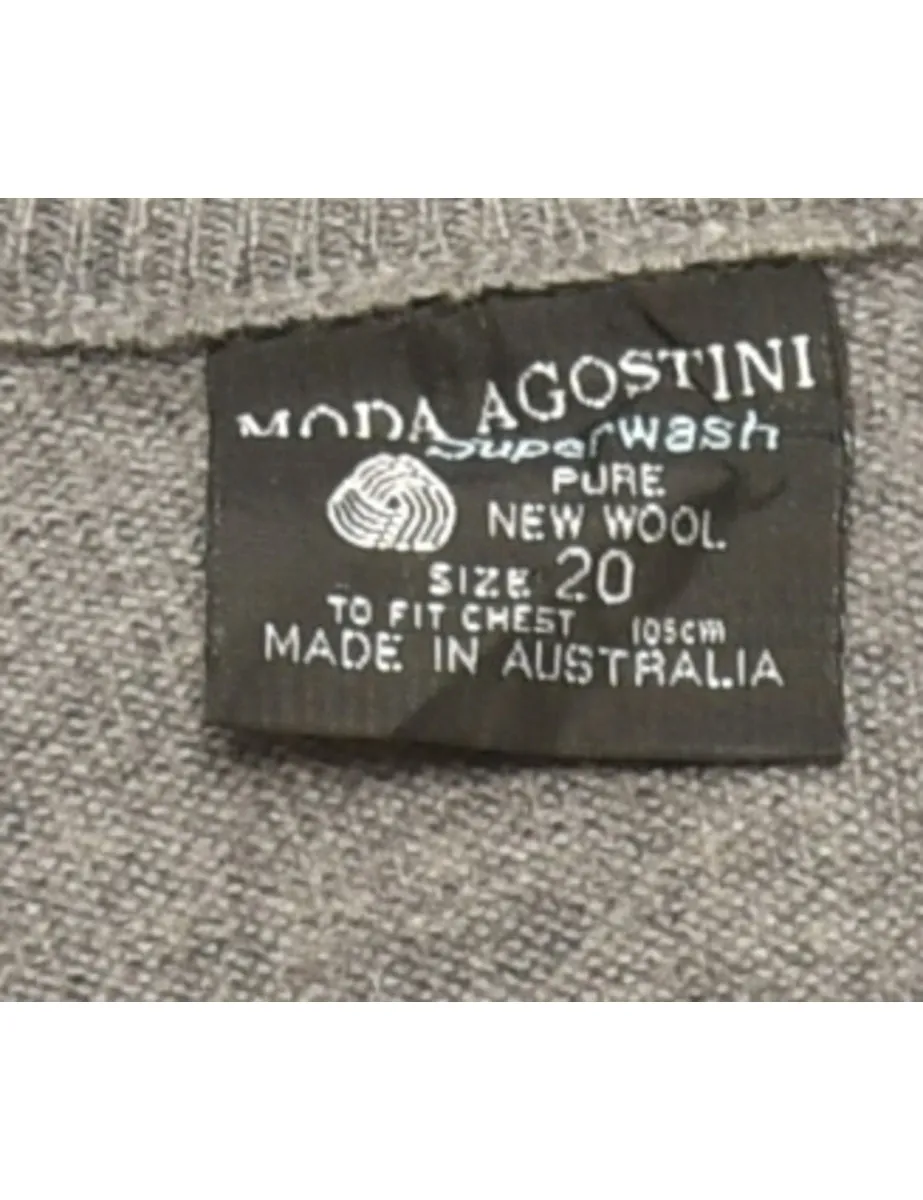 MODA AGOSTINI
Superwash
PURE
NEW WOOL
SIZE 20
TO FIT CHEST 105cm
MADE IN AUSTRALIA